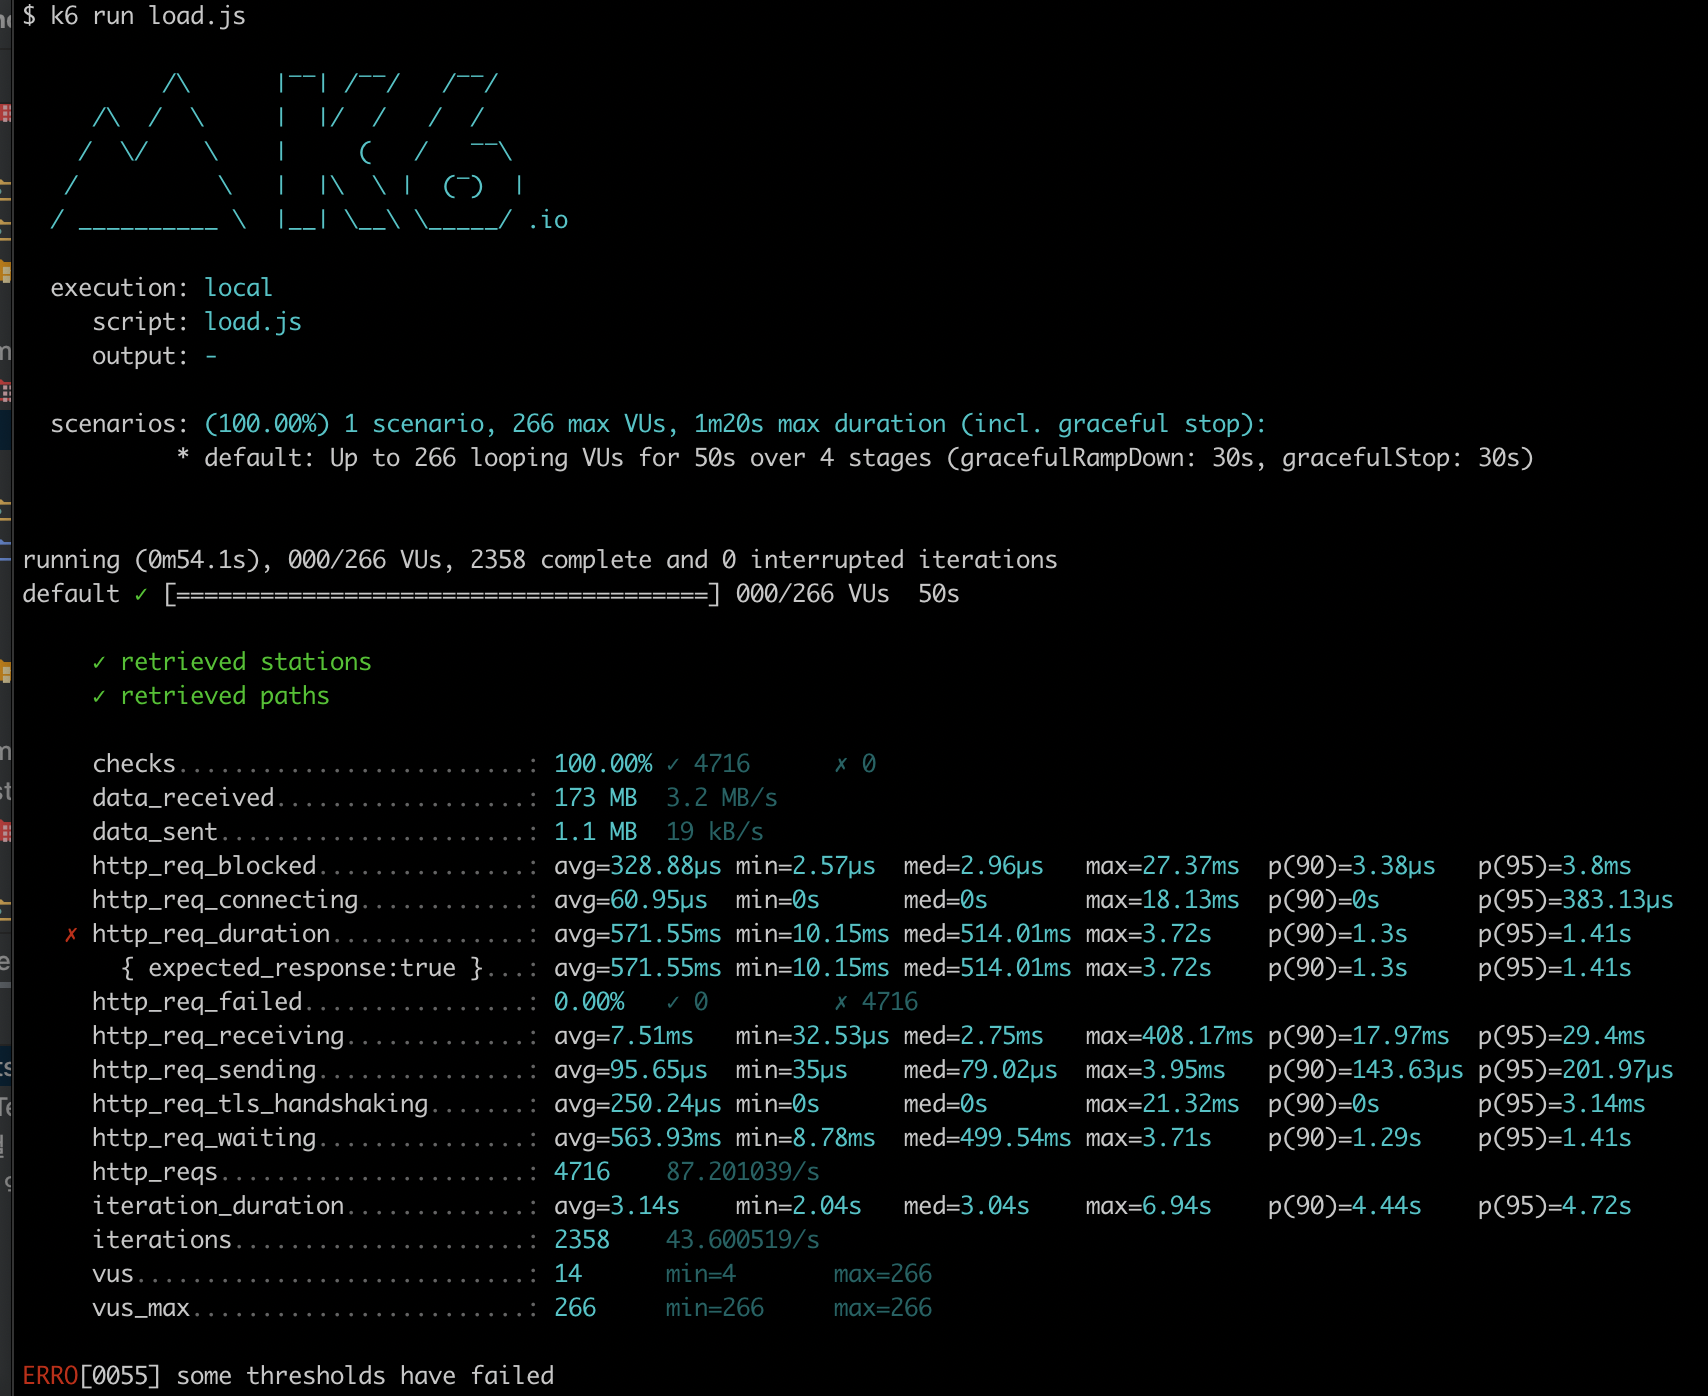 $ k6 run load.js
/\ |‾‾| /‾‾/ /‾‾/
/\ / \ | |/ / / /
/ \/ \ | ( / ‾‾\
/ \ | |\ \ | (‾) |
/ __________ \ |__| \__\ \_____/ .io
execution: local
script: load.js
output: -
scenarios: (100.00%) 1 scenario, 266 max VUs, 1m20s max duration (incl. graceful stop):
* default: Up to 266 looping VUs for 50s over 4 stages (gracefulRampDown: 30s, gracefulStop: 30s)
running (0m54.1s), 000/266 VUs, 2358 complete and 0 interrupted iterations
default ✓ [======================================] 000/266 VUs  50s
✓ retrieved stations
✓ retrieved paths
checks.........................: 100.00% ✓ 4716 ✗ 0
data_received..................: 173 MB 3.2 MB/s
data_sent......................: 1.1 MB 19 kB/s
http_req_blocked...............: avg=328.88µs min=2.57µs med=2.96µs max=27.37ms p(90)=3.38µs p(95)=3.8ms
http_req_connecting............: avg=60.95µs min=0s med=0s max=18.13ms p(90)=0s p(95)=383.13µs
✗ http_req_duration..............: avg=571.55ms min=10.15ms med=514.01ms max=3.72s p(90)=1.3s p(95)=1.41s
{ expected_response:true }...: avg=571.55ms min=10.15ms med=514.01ms max=3.72s p(90)=1.3s p(95)=1.41s
http_req_failed................: 0.00% ✓ 0 ✗ 4716
http_req_receiving.............: avg=7.51ms min=32.53µs med=2.75ms max=408.17ms p(90)=17.97ms p(95)=29.4ms
http_req_sending...............: avg=95.65µs min=35µs med=79.02µs max=3.95ms p(90)=143.63µs p(95)=201.97µs
http_req_tls_handshaking.......: avg=250.24µs min=0s med=0s max=21.32ms p(90)=0s p(95)=3.14ms
http_req_waiting...............: avg=563.93ms min=8.78ms med=499.54ms max=3.71s p(90)=1.29s p(95)=1.41s
http_reqs......................: 4716 87.201039/s
iteration_duration.............: avg=3.14s min=2.04s med=3.04s max=6.94s p(90)=4.44s p(95)=4.72s
iterations.....................: 2358 43.600519/s
vus............................: 14 min=4 max=266
vus_max........................: 266 min=266 max=266
ERRO[0055] some thresholds have failed